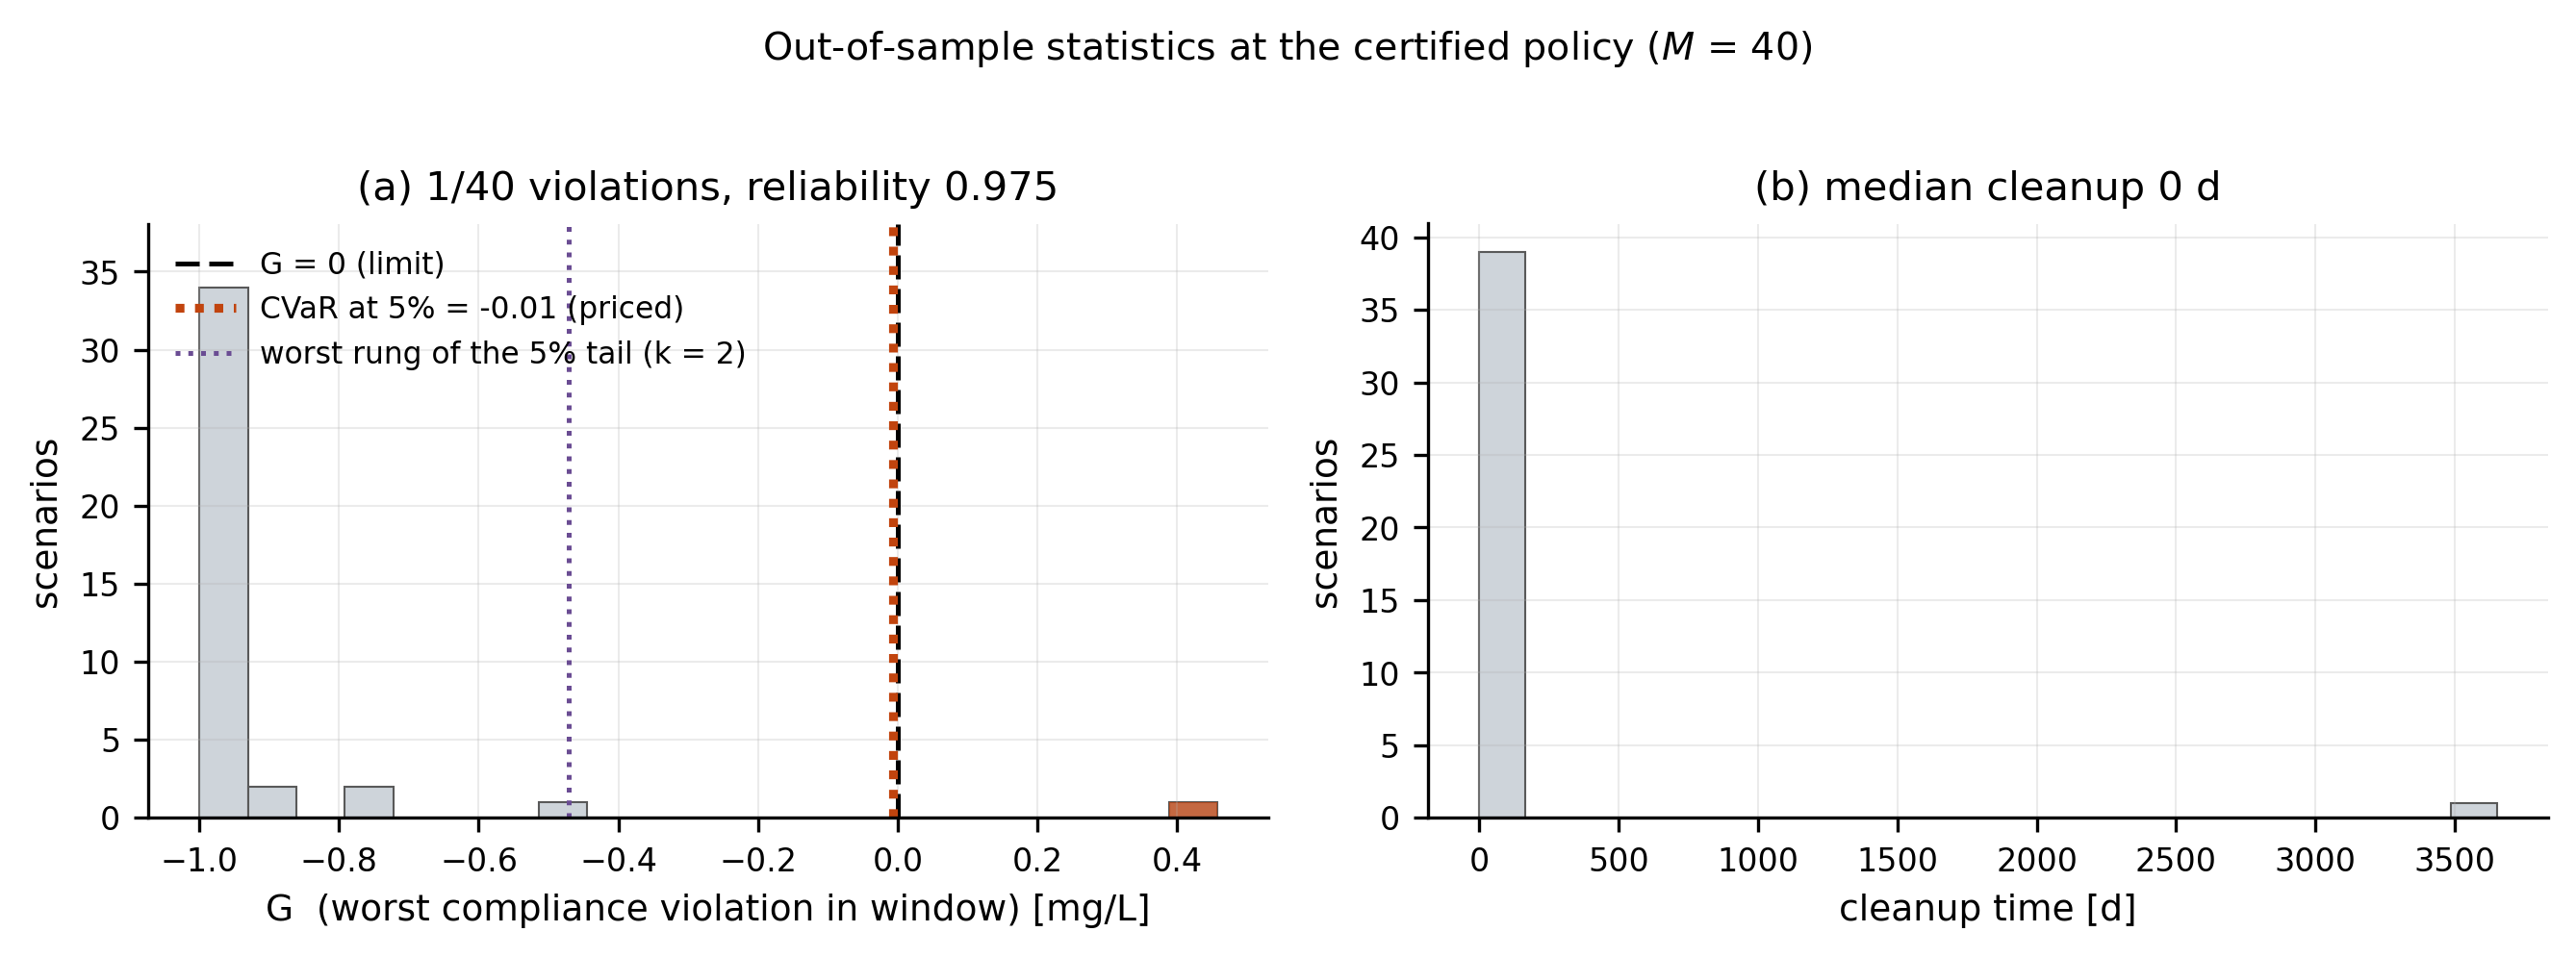 Out-of-sample statistics at the certified policy (M = 40)
(a) 1/40 violations, reliability 0.975
G = 0 (limit)
CVaR at 5% = -0.01 (priced)
worst rung of the 5% tail (k = 2)
scenarios
35
30
25
20
15
10
5
0
−1.0 −0.8 −0.6 −0.4 −0.2 0.0 0.2 0.4
G (worst compliance violation in window) [mg/L]
(b) median cleanup 0 d
scenarios
40
35
30
25
20
15
10
5
0
0 500 1000 1500 2000 2500 3000 3500
cleanup time [d]